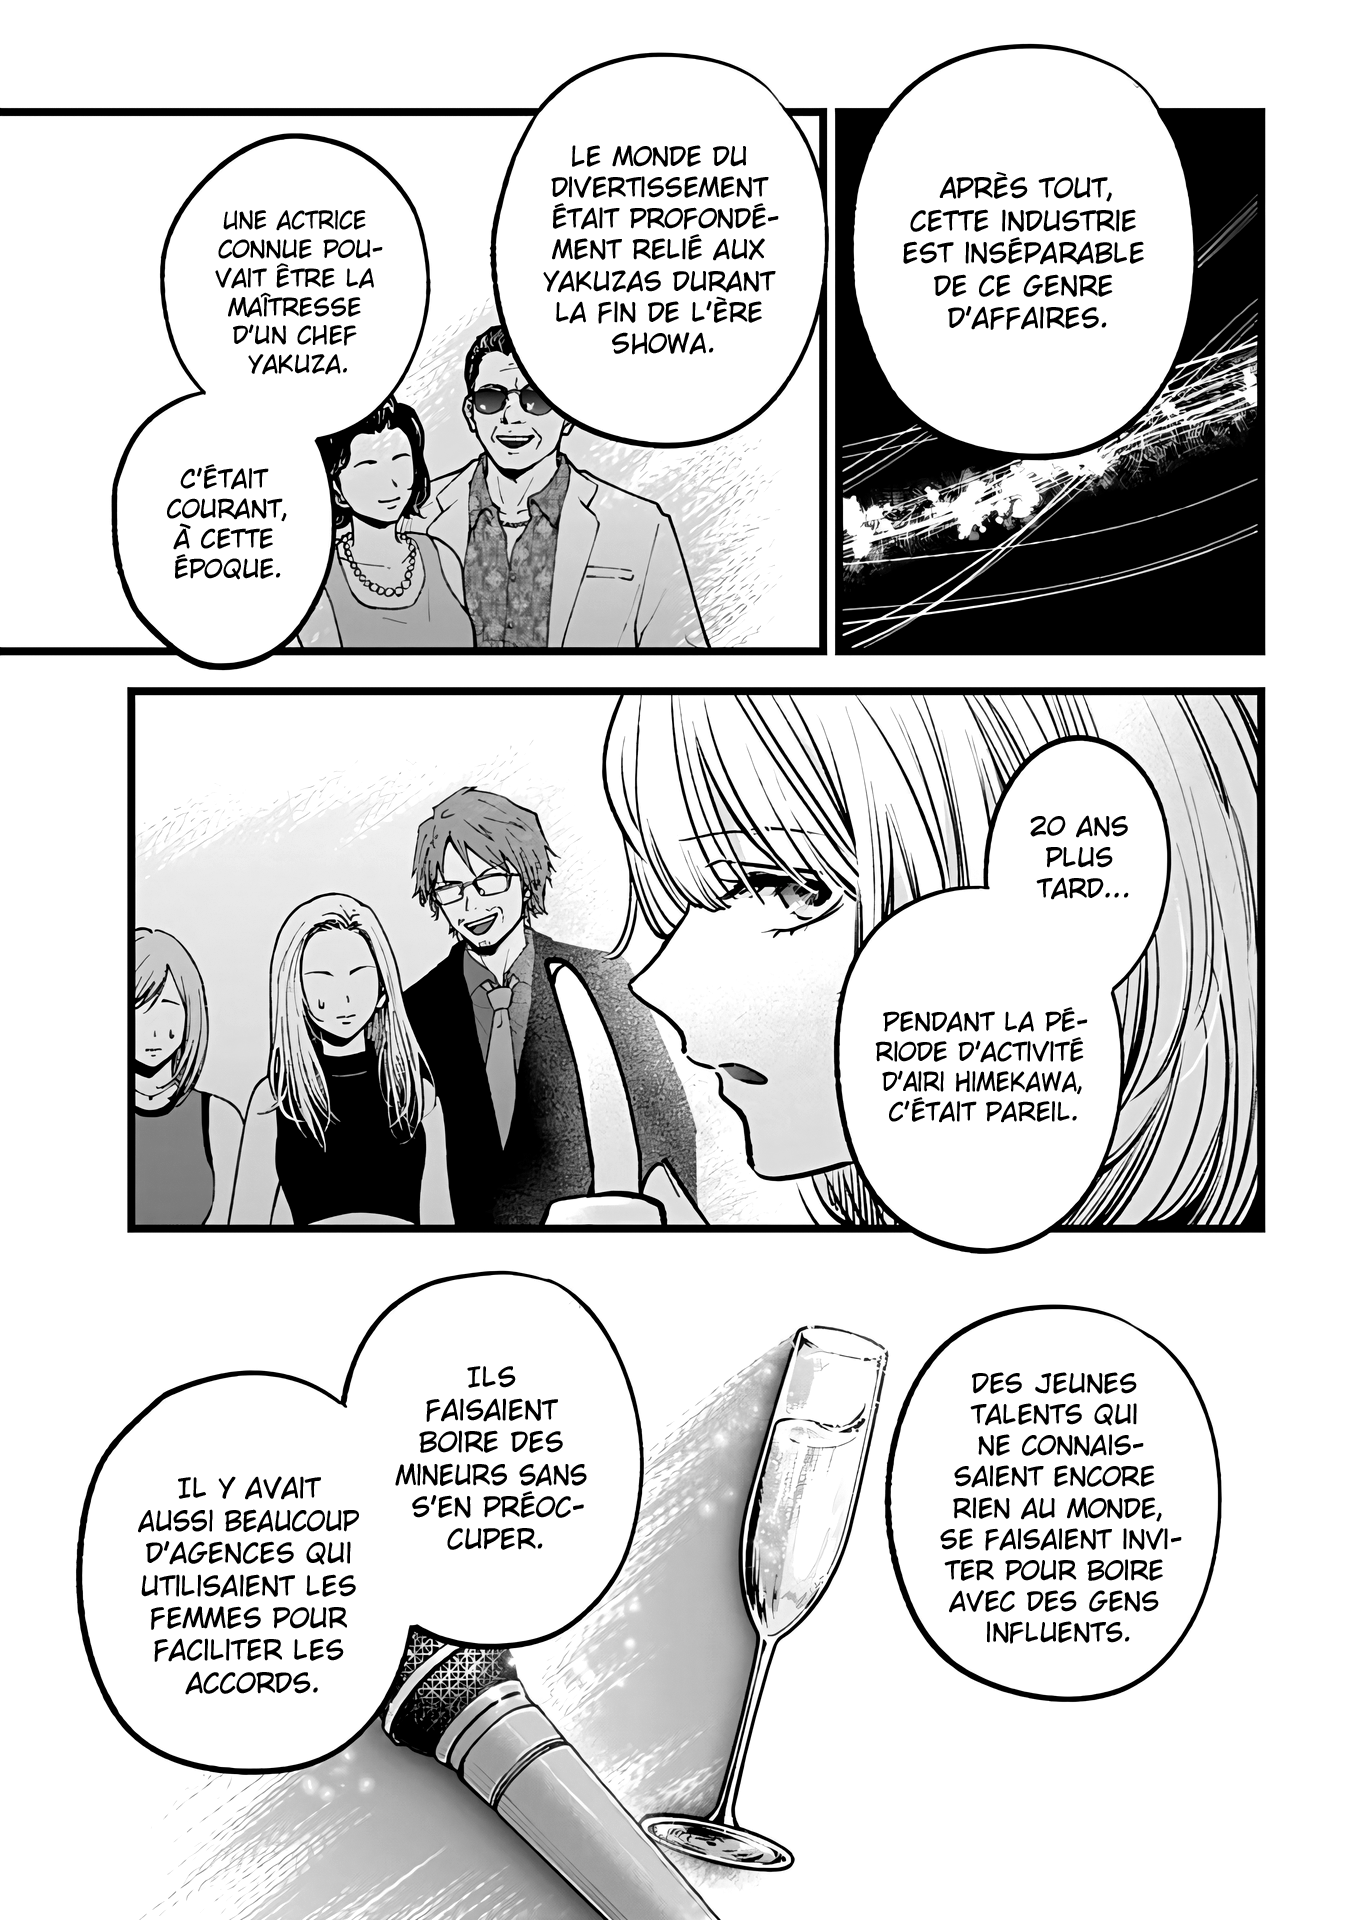 APRÈS TOUT,
CETTE INDUSTRIE
EST INSÉPARABLE
DE CE GENRE
D'AFFAIRES.
LE MONDE DU
DIVERTISSEMENT
ÉTAIT PROFONDÉ-
MENT RELIÉ AUX
YAKUZAS DURANT
LA FIN DE L'ÈRE
SHOWA.
UNE ACTRICE
CONNUE POU-
VAIT ÊTRE LA
MAÎTRESSE
D'UN CHEF
YAKUZA.
C'ÉTAIT
COURANT,
À CETTE
ÉPOQUE.
20 ANS
PLUS
TARD...
PENDANT LA PÉ-
RIODE D'ACTIVITÉ
D'AIRI HIMEKAWA,
C'ÉTAIT PAREIL.
DES JEUNES
TALENTS QUI
NE CONNAIS-
SAIENT ENCORE
RIEN AU MONDE,
SE FAISAIENT INVI-
TER POUR BOIRE
AVEC DES GENS
INFLUENTS.
ILS
FAISAIENT
BOIRE DES
MINEURS SANS
S'EN PRÉOC-
CUPER.
IL Y AVAIT
AUSSI BEAUCOUP
D'AGENCES QUI
UTILISAIENT LES
FEMMES POUR
FACILITER LES
ACCORDS.